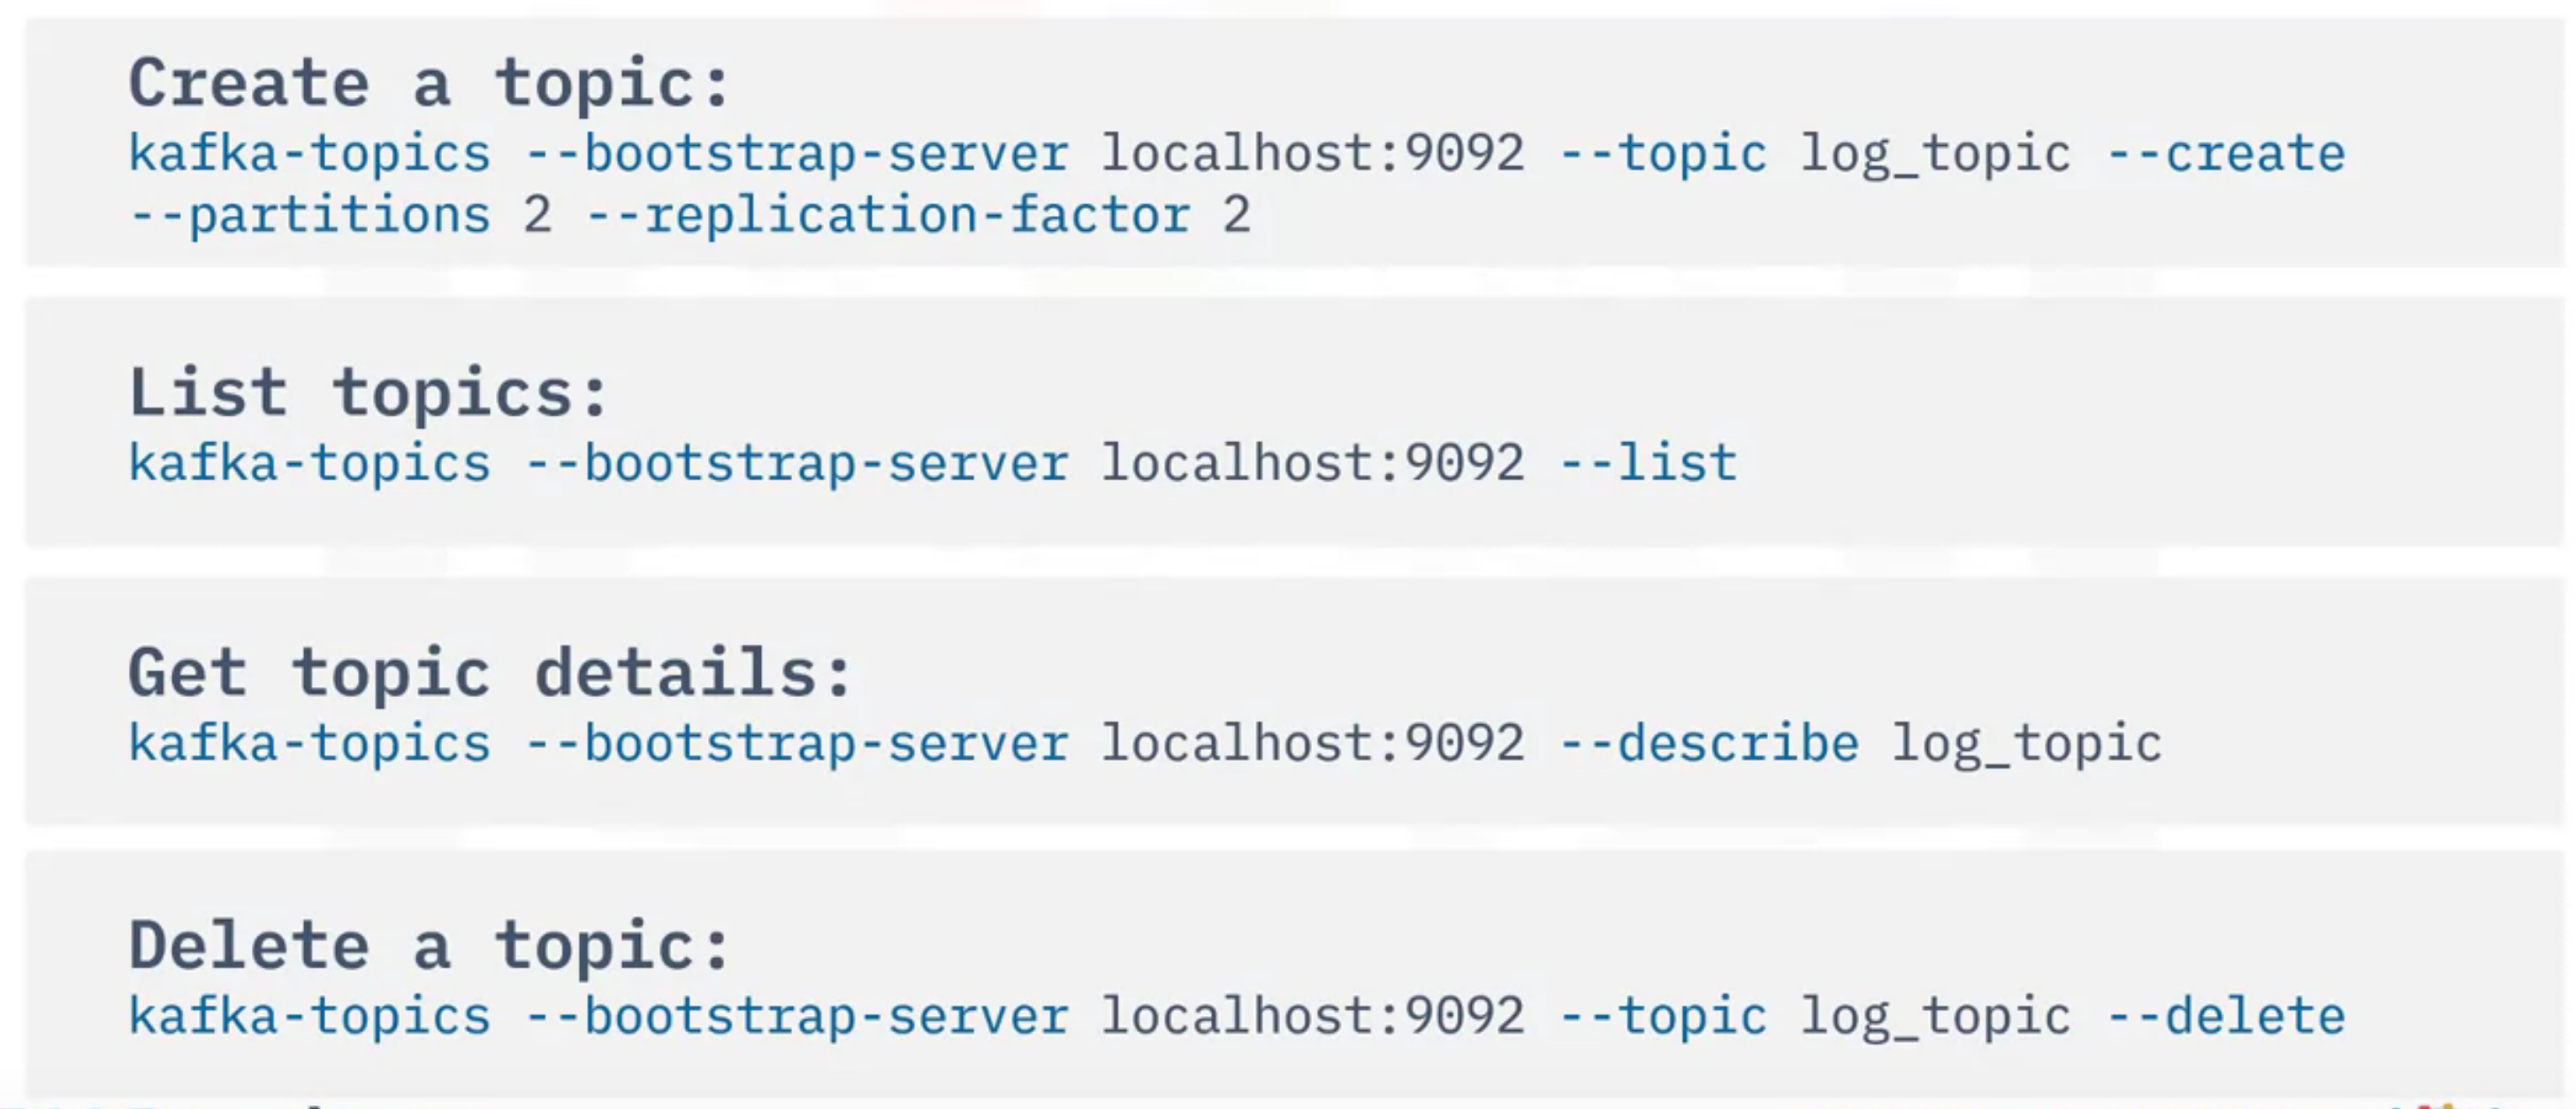 Create a topic:
kafka-topics --bootstrap-server localhost:9092 --topic log_topic --create
--partitions 2 --replication-factor 2
List topics:
kafka-topics --bootstrap-server localhost:9092 --list
Get topic details:
kafka-topics --bootstrap-server localhost:9092 --describe log_topic
Delete a topic:
kafka-topics --bootstrap-server localhost:9092 --topic log_topic --delete